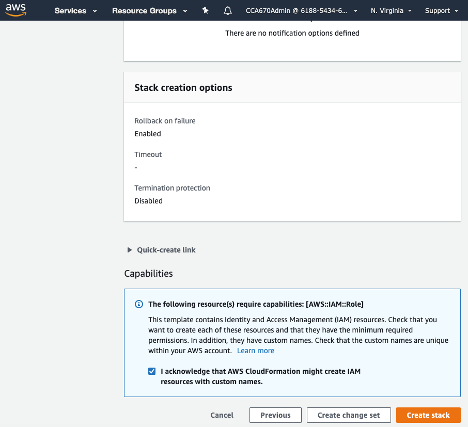 aws
Services
Resource Groups
CCA670Admin @ 6188-5434-6...
N. Virginia
Support
There are no notification options defined
Stack creation options
Rollback on failure
Enabled
Timeout
-
Termination protection
Disabled
Quick-create link
Capabilities
The following resource(s) require capabilities: [AWS::IAM::Role]
This template contains Identity and Access Management (IAM) resources. Check that you
want to create each of these resources and that they have the minimum required
permissions. In addition, they have custom names. Check that the custom names are unique
within your AWS account. Learn more
I acknowledge that AWS CloudFormation might create IAM
resources with custom names.
Cancel
Previous
Create change set
Create stack